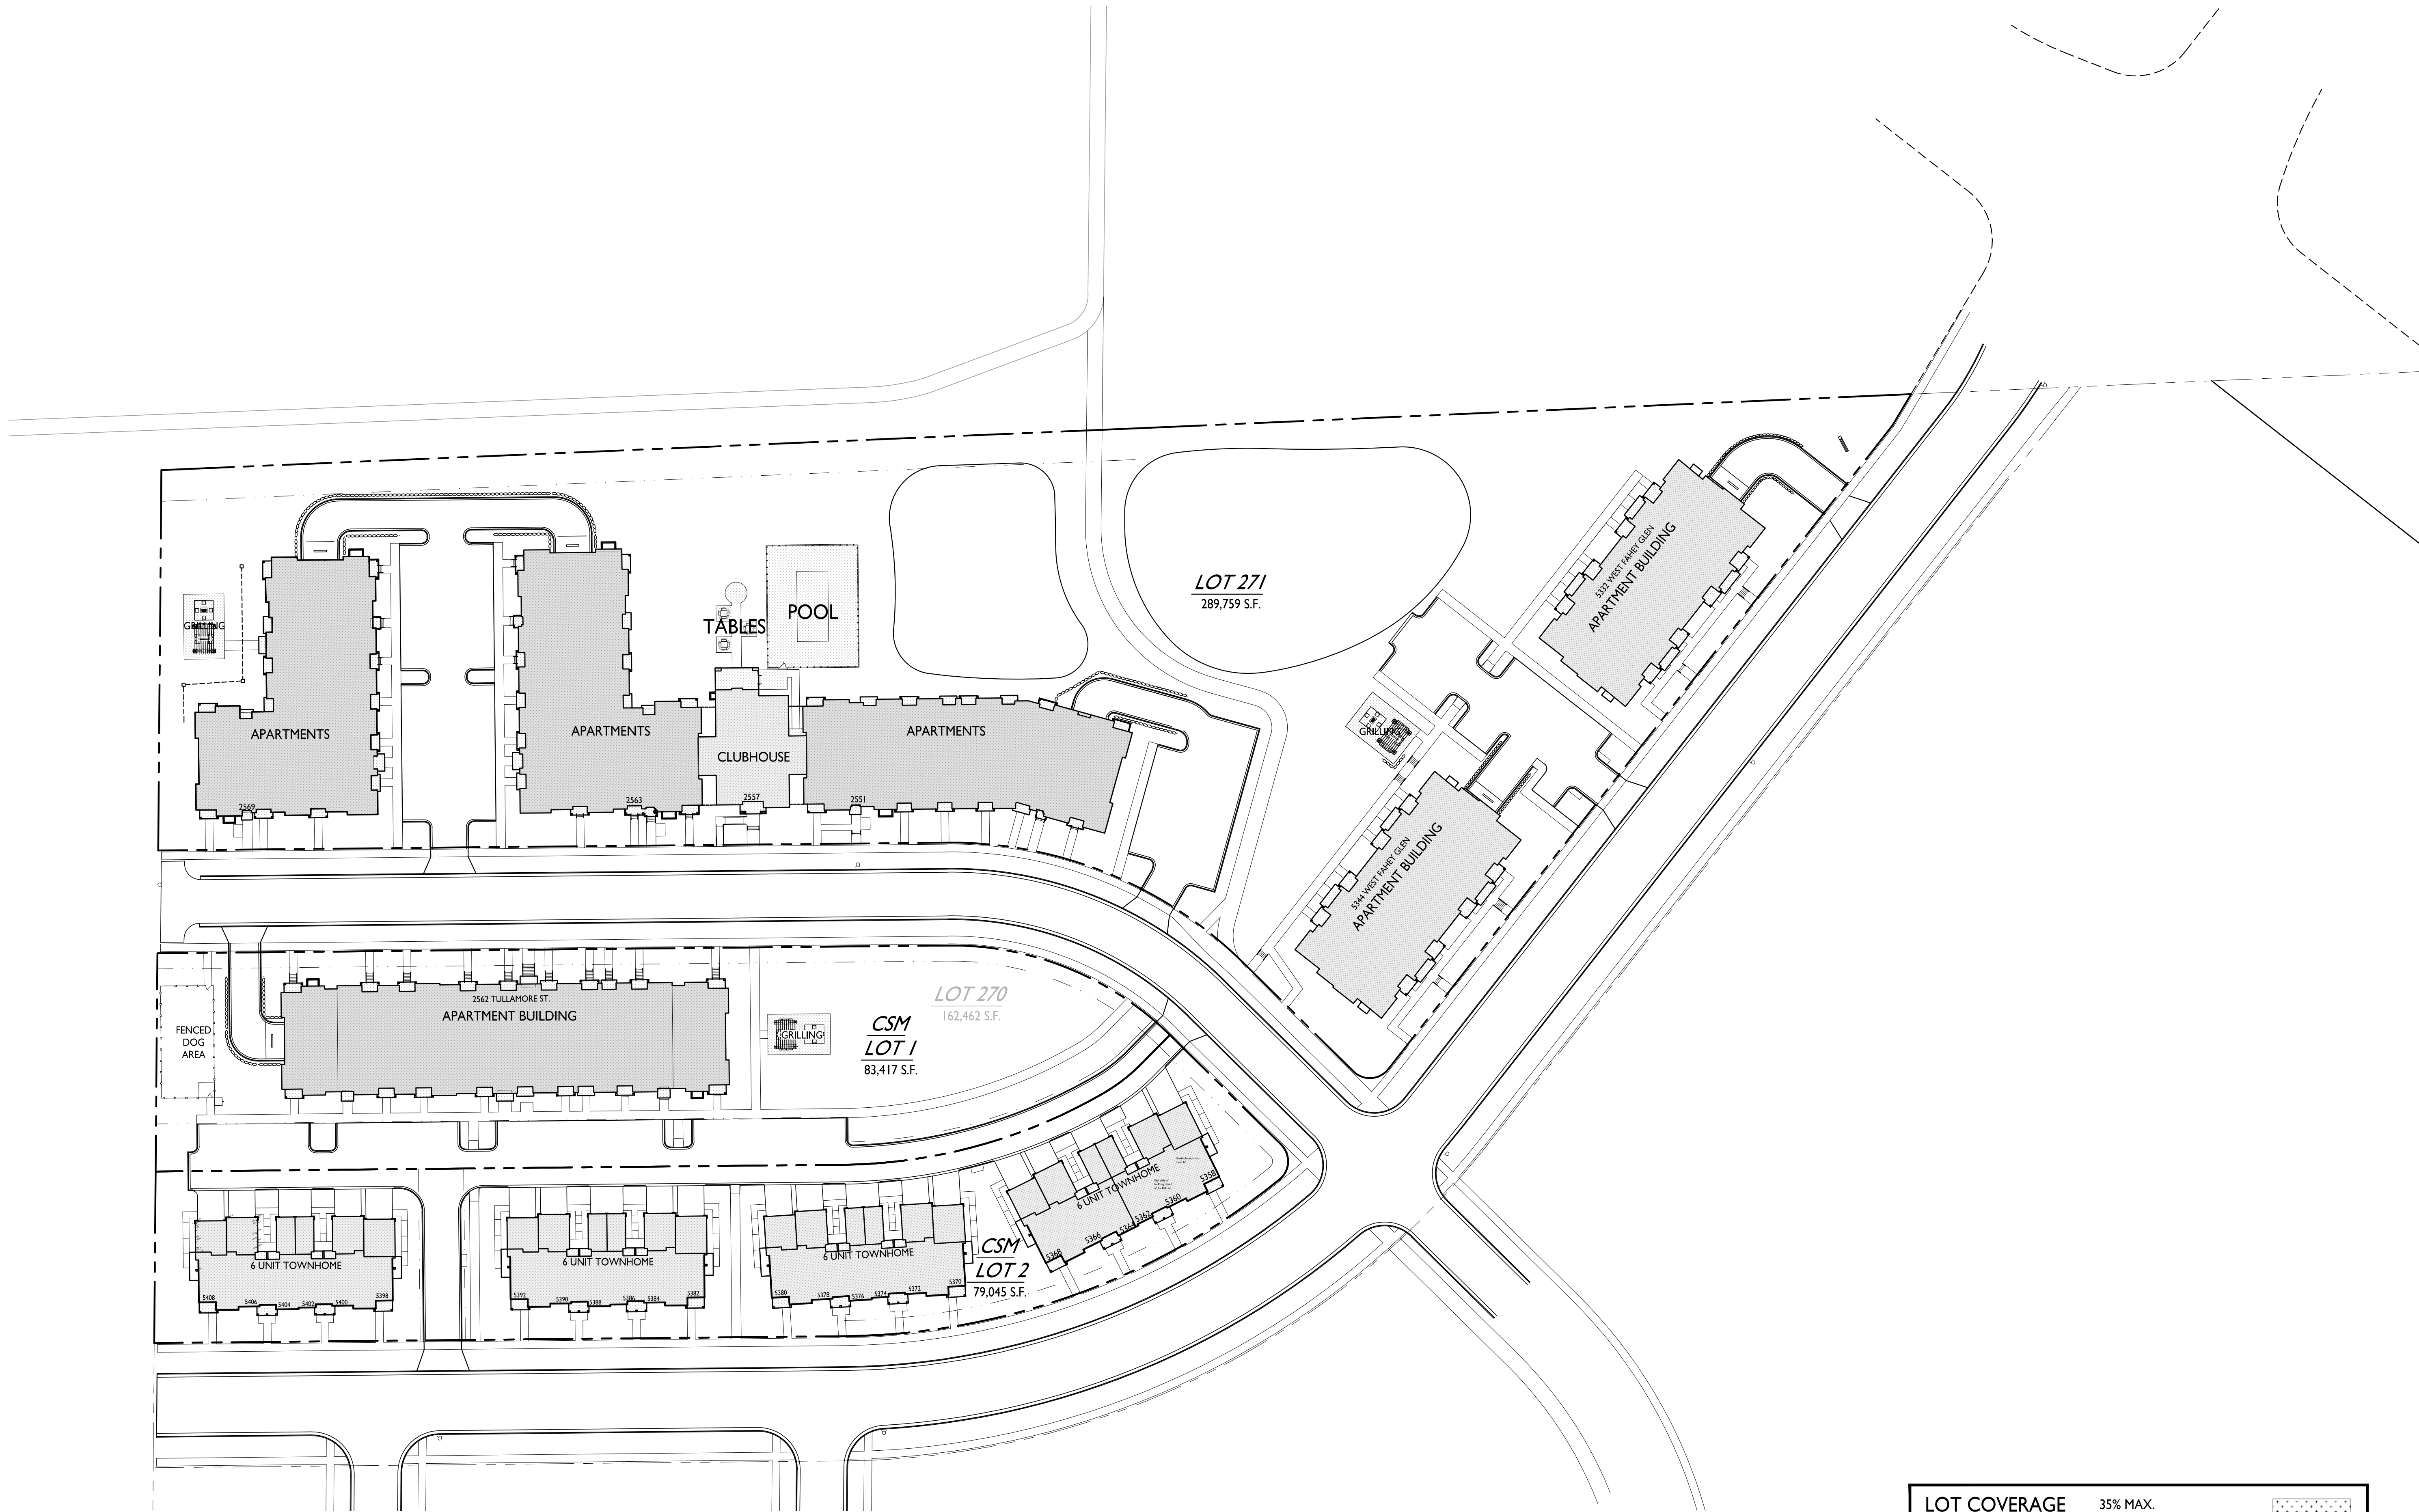 LOT 271
289,759 S.F.
5332 WEST FAHEY GLEN
APARTMENT BUILDING
GRILLING
TABLES
POOL
GRILLING
APARTMENTS
APARTMENTS
APARTMENTS
CLUBHOUSE
2569
2563
2557
2551
5344 WEST FAHEY GLEN
APARTMENT BUILDING
2562 TULLAMORE ST.
APARTMENT BUILDING
LOT 270
162,462 S.F.
FENCED
DOG
AREA
GRILLING
CSM
LOT 1
83,417 S.F.
6 UNIT TOWNHOME
5408
5406
5404
5402
5400
5398
6 UNIT TOWNHOME
5392
5390
5388
5386
5384
5382
6 UNIT TOWNHOME
5380
5378
5376
5374
5372
5370
6 UNIT TOWNHOME
5368
5366
5364
5362
5360
5358
CSM
LOT 2
79,045 S.F.
LOT COVERAGE 35% MAX.